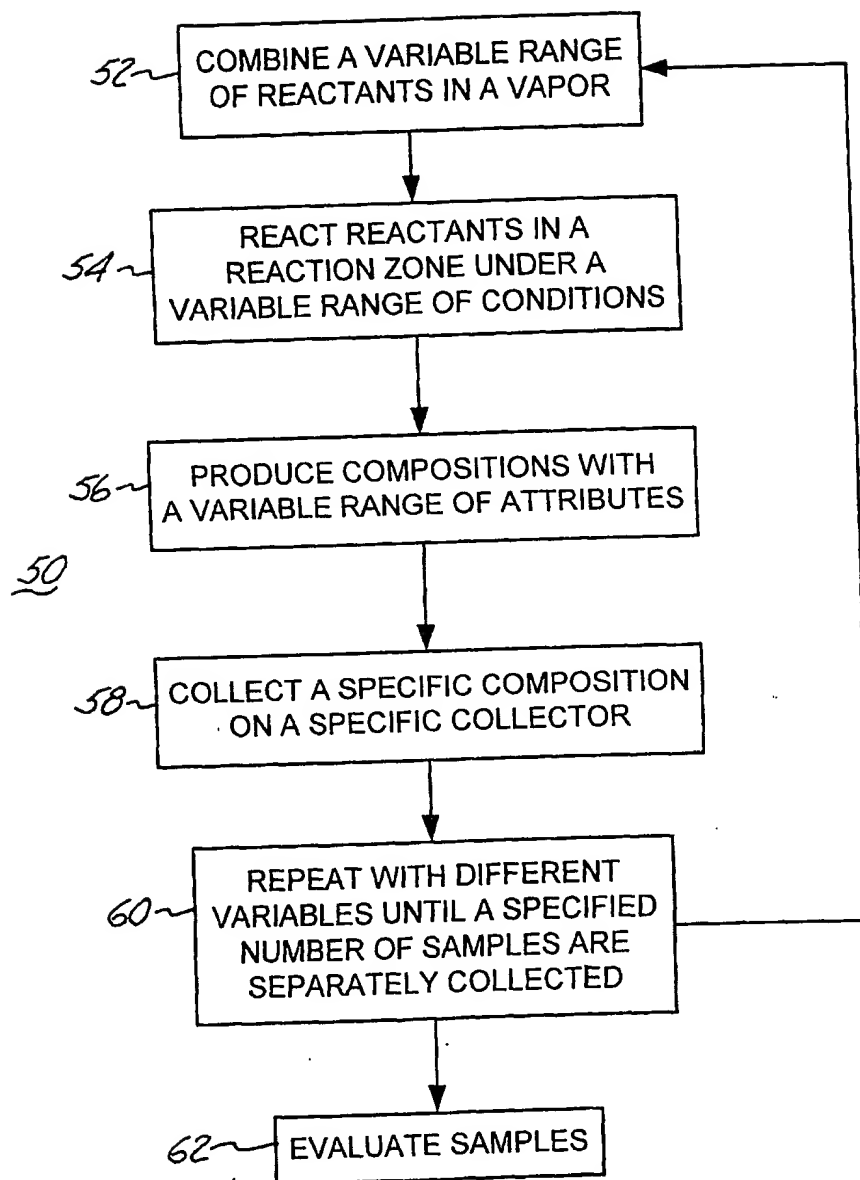 52
COMBINE A VARIABLE RANGE
OF REACTANTS IN A VAPOR
54
REACT REACTANTS IN A
REACTION ZONE UNDER A
VARIABLE RANGE OF CONDITIONS
56
PRODUCE COMPOSITIONS WITH
A VARIABLE RANGE OF ATTRIBUTES
50
58
COLLECT A SPECIFIC COMPOSITION
ON A SPECIFIC COLLECTOR
60
REPEAT WITH DIFFERENT
VARIABLES UNTIL A SPECIFIED
NUMBER OF SAMPLES ARE
SEPARATELY COLLECTED
62
EVALUATE SAMPLES